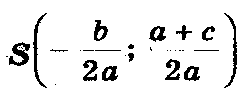 S(− b/2a; a + c/2a)